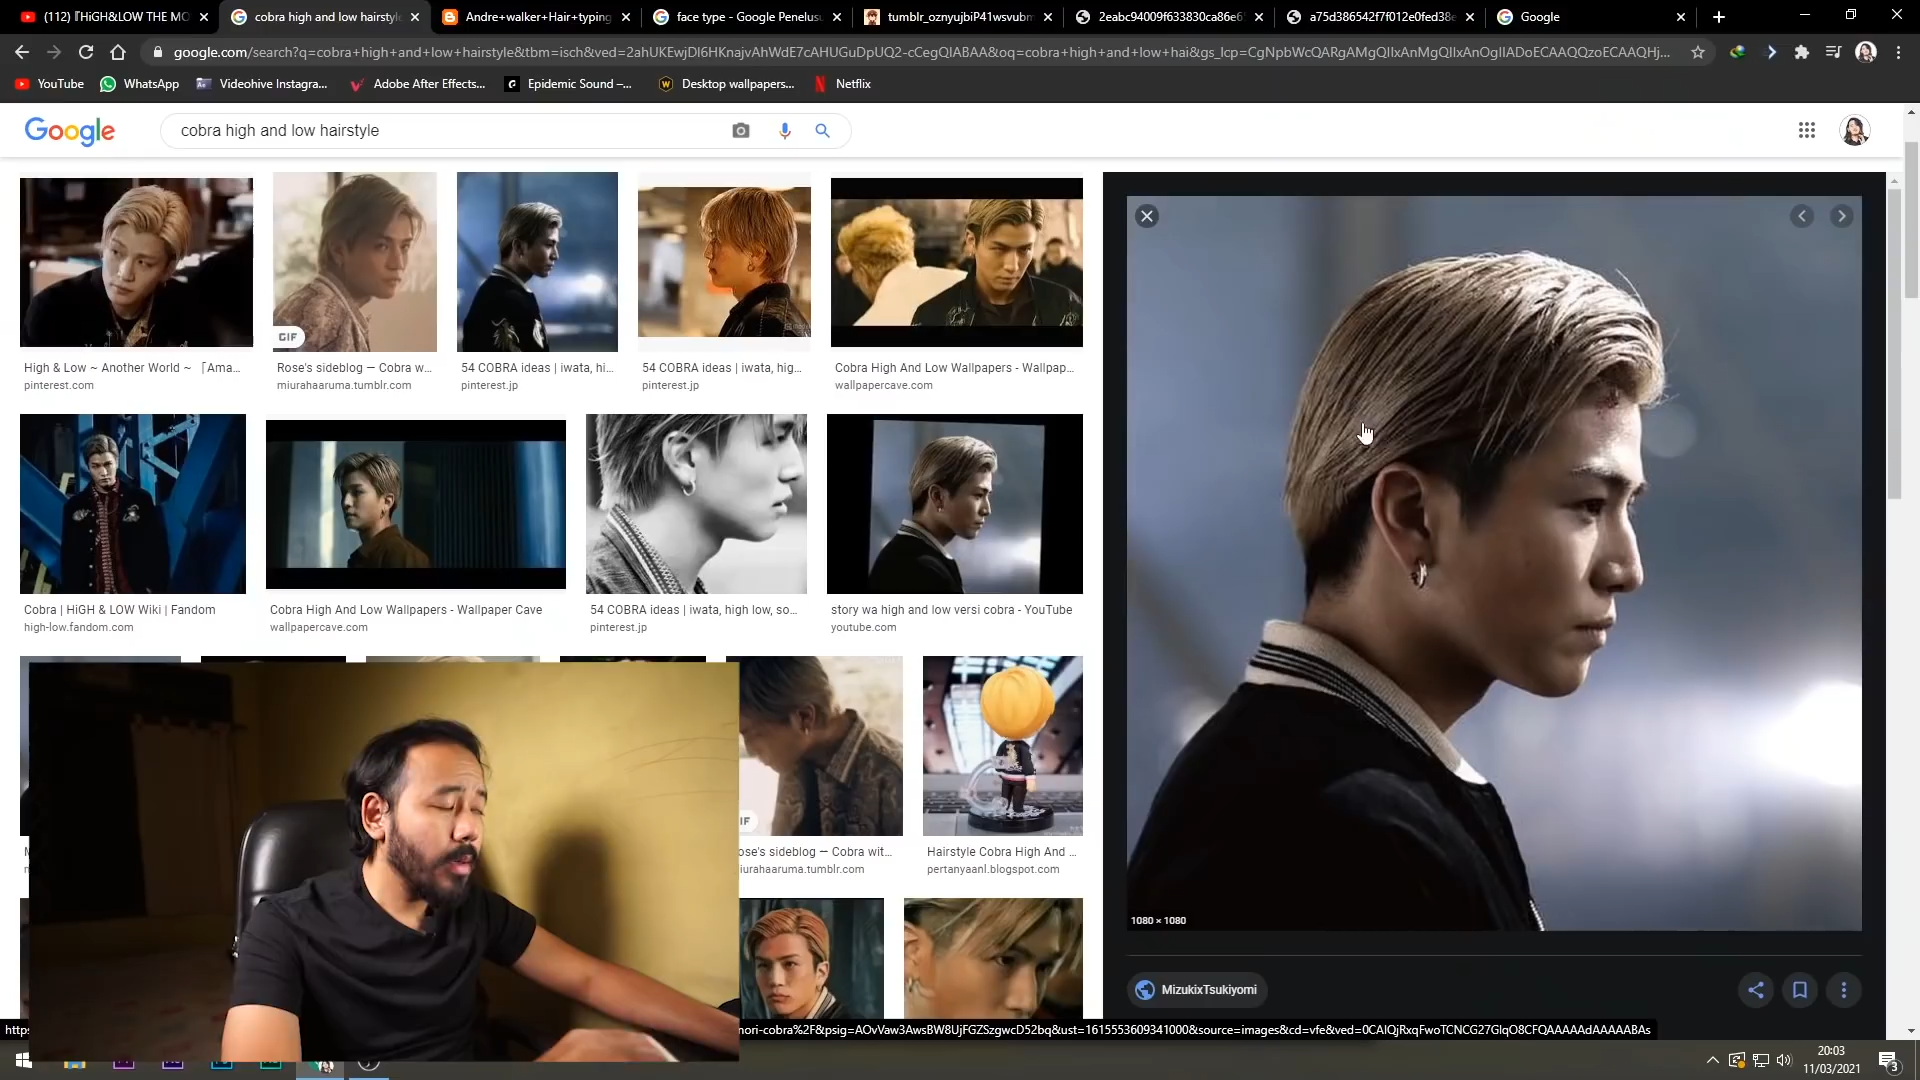 (112) 『HiGH&LOW THE MO
cobra high and low hairstyle
Andre+walker+Hair+typing
face type - Google Penelusu
tumblr_oznyujbiP41wsvubm
2eabc94009f633830ca86e6
a75d386542f7f012e0fed38e
Google
google.com/search?q=cobra+high+and+low+hairstyle&tbm=isch&ved=2ahUKEwjDl6HKnajvAhWdE7cAHUGuDpUQ2-cCegQIABAA&oq=cobra+high+and+low+hai&gs_lcp=CgNpbWcQARgAMgQIIxAnMgQIIxAnOgIIADoECAAQQzoECAAQHj...
YouTube
WhatsApp
Videohive Instagra...
Adobe After Effects...
Epidemic Sound –...
Desktop wallpapers...
Netflix
Google
cobra high and low hairstyle
GIF
High & Low ~ Another World ~ 「Ama...
pinterest.com
Rose's sideblog — Cobra w...
miurahaaruma.tumblr.com
54 COBRA ideas | iwata, hi...
pinterest.jp
54 COBRA ideas | iwata, hig...
pinterest.jp
Cobra High And Low Wallpapers - Wallpap...
wallpapercave.com
Cobra | HiGH & LOW Wiki | Fandom
high-low.fandom.com
Cobra High And Low Wallpapers - Wallpaper Cave
wallpapercave.com
54 COBRA ideas | iwata, high low, so...
pinterest.jp
story wa high and low versi cobra - YouTube
youtube.com
IF
ose's sideblog — Cobra wit...
iurahaaruma.tumblr.com
Hairstyle Cobra High And ...
pertanyaanl.blogspot.com
1080 × 1080
MizukixTsukiyomi
https
nori-cobra%2F&psig=AOvVaw3AwsBW8UjFGZSzgwcD52bq&ust=1615553609341000&source=images&cd=vfe&ved=0CAIQjRxqFwoTCNCG27GlqO8CFQAAAAAdAAAAABAs
20:03
11/03/2021
3